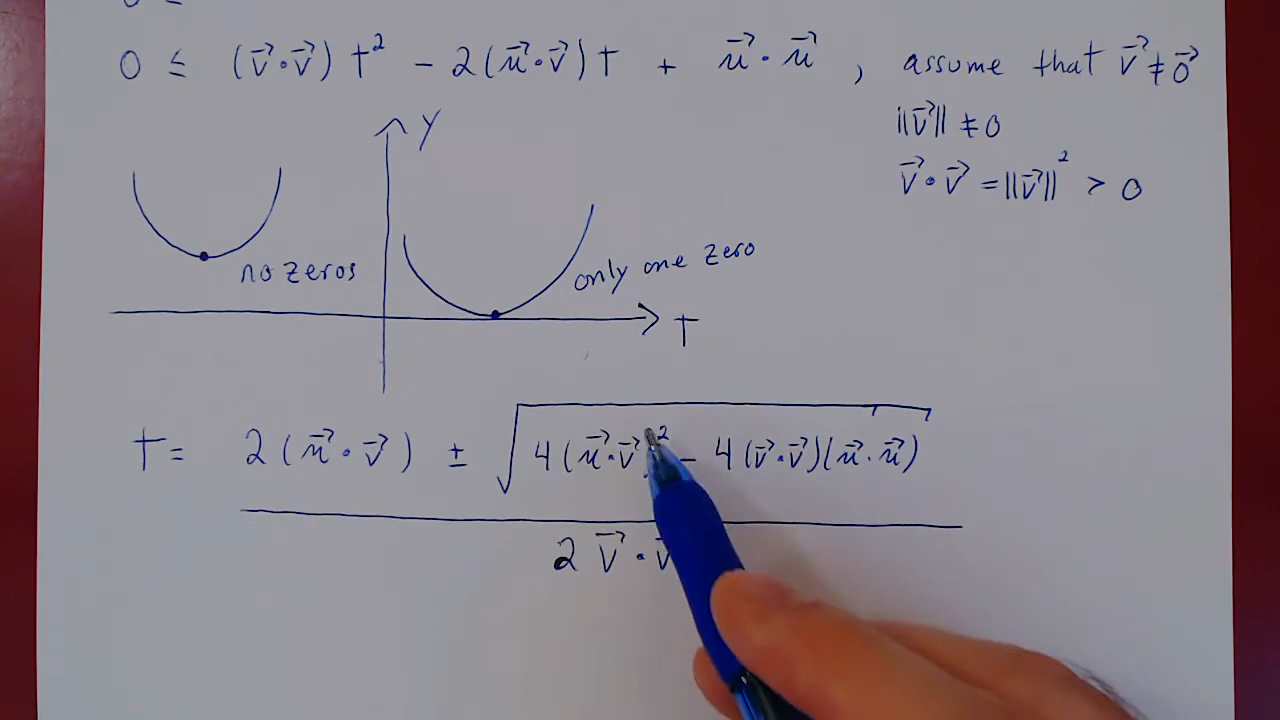 0 ≤ (v⃗·v⃗) t² - 2(u⃗·v⃗)t + u⃗·u⃗ , assume that v⃗ ≠ 0⃗
||v⃗|| ≠ 0
v⃗·v⃗ = ||v⃗||² > 0
y
no zeros
only one zero
t
t = 2(u⃗·v⃗) ± √4(u⃗·v⃗)² - 4(v⃗·v⃗)(u⃗·u⃗)
2 v⃗·v⃗